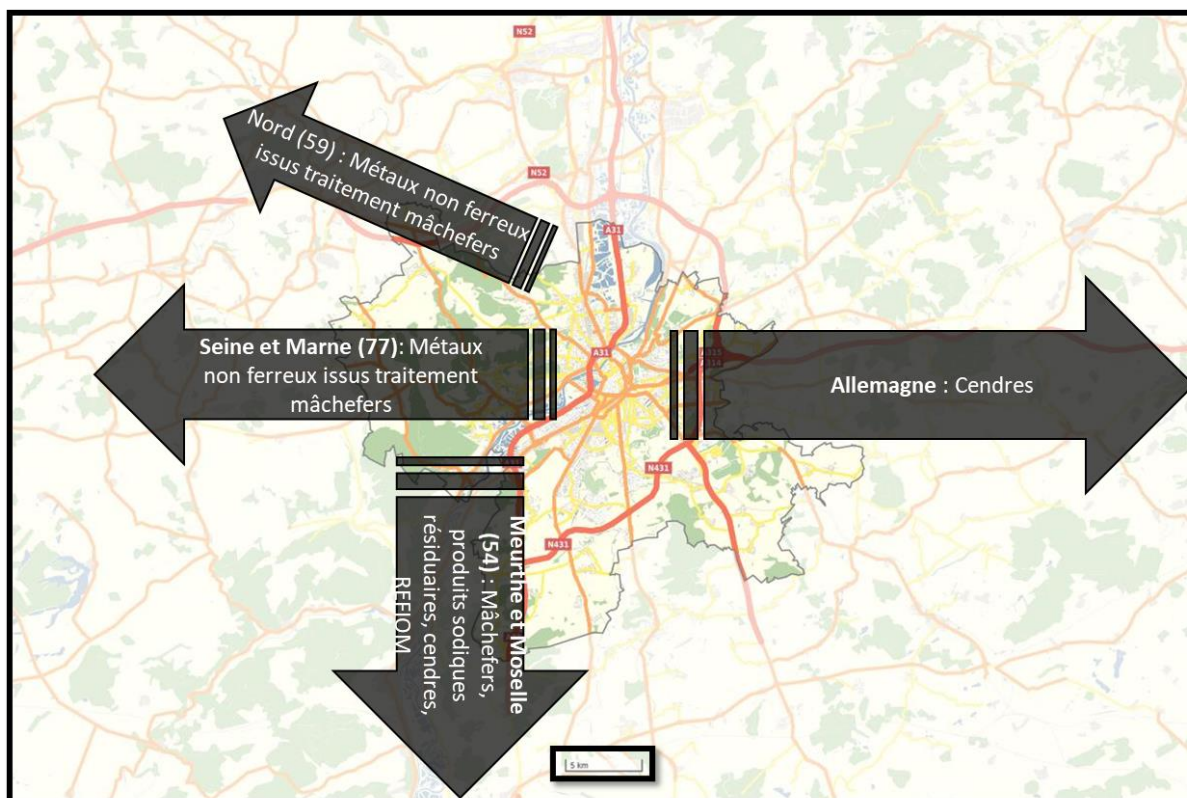 N52
Nord (59) : Métaux non ferreux
issus traitement mâchefers
N52
A31
Seine et Marne (77): Métaux
non ferreux issus traitement
mâchefers
A31
A315
A314
Allemagne : Cendres
N431
N431
Meurthe et Moselle
(54) : Mâchefers,
produits sodiques
résiduaires, cendres,
REFIOM
5 km